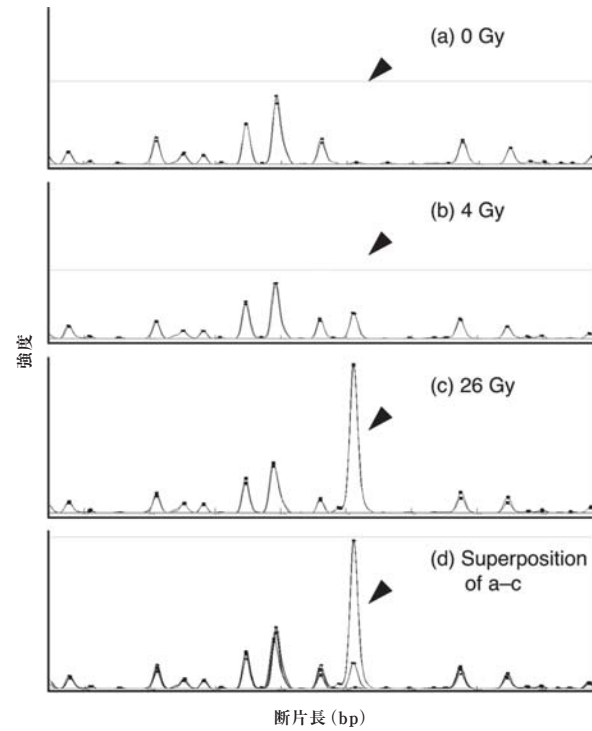 (a) 0 Gy
(b) 4 Gy
強度
(c) 26 Gy
(d) Superposition
of a–c
断片長(bp)